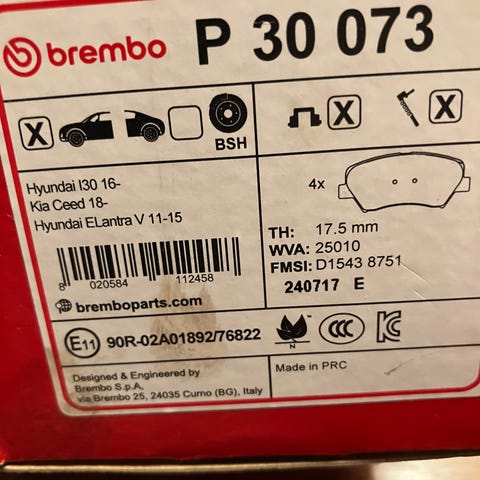 brembo P 30 073
X
BSH
X
X
Hyundai I30 16-
Kia Ceed 18-
Hyundai ELantra V 11-15
4x
TH: 17.5 mm
WVA: 25010
FMSI: D1543 8751
240717 E
8 020584 112458
bremboparts.com
E11 90R-02A01892/76822
N
CCC
KC
Designed & Engineered by
Brembo S.p.A.
via Brembo 25, 24035 Curno (BG), Italy
Made in PRC